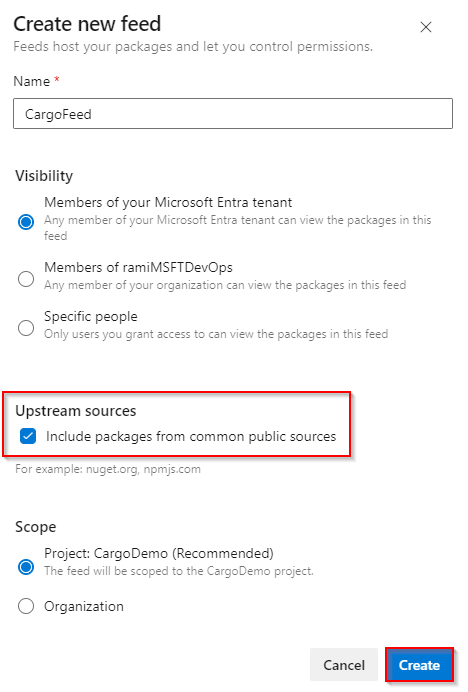 Create new feed
Feeds host your packages and let you control permissions.
Name *
CargoFeed
Visibility
Members of your Microsoft Entra tenant
Any member of your Microsoft Entra tenant can view the packages in this
feed
Members of ramiMSFTDevOps
Any member of your organization can view the packages in this feed
Specific people
Only users you grant access to can view the packages in this feed
Upstream sources
Include packages from common public sources
For example: nuget.org, npmjs.com
Scope
Project: CargoDemo (Recommended)
The feed will be scoped to the CargoDemo project.
Organization
Cancel Create